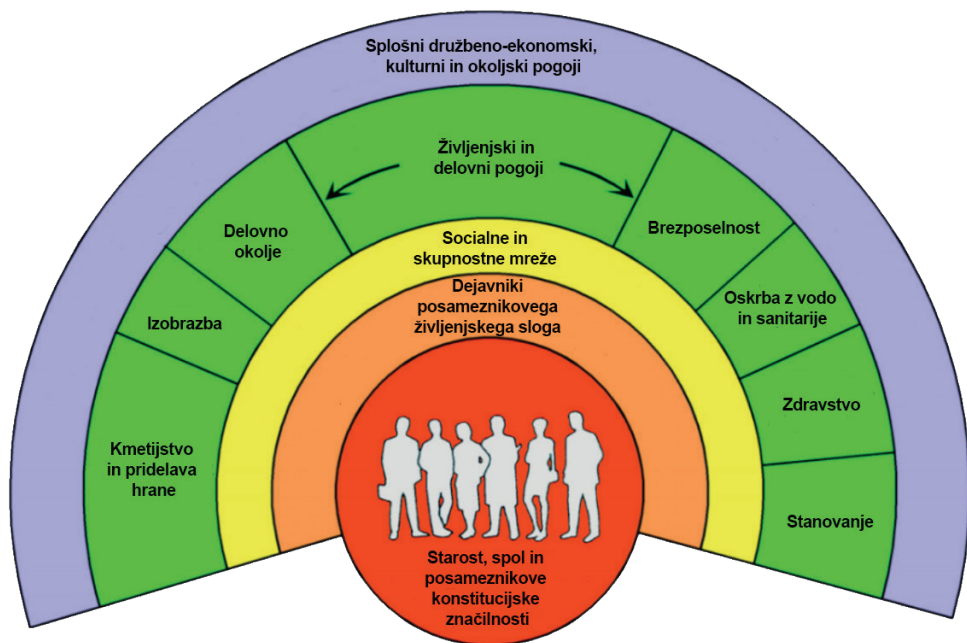 Splošni družbeno-ekonomski,
kulturni in okoljski pogoji
Življenjski in
delovni pogoji
Delovno
okolje
Brezposelnost
Izobrazba
Oskrba z vodo
in sanitarije
Kmetijstvo
in pridelava
hrane
Zdravstvo
Stanovanje
Socialne in
skupnostne mreže
Dejavniki
posameznikovega
življenjskega sloga
Starost, spol in
posameznikove
konstitucijske
značilnosti